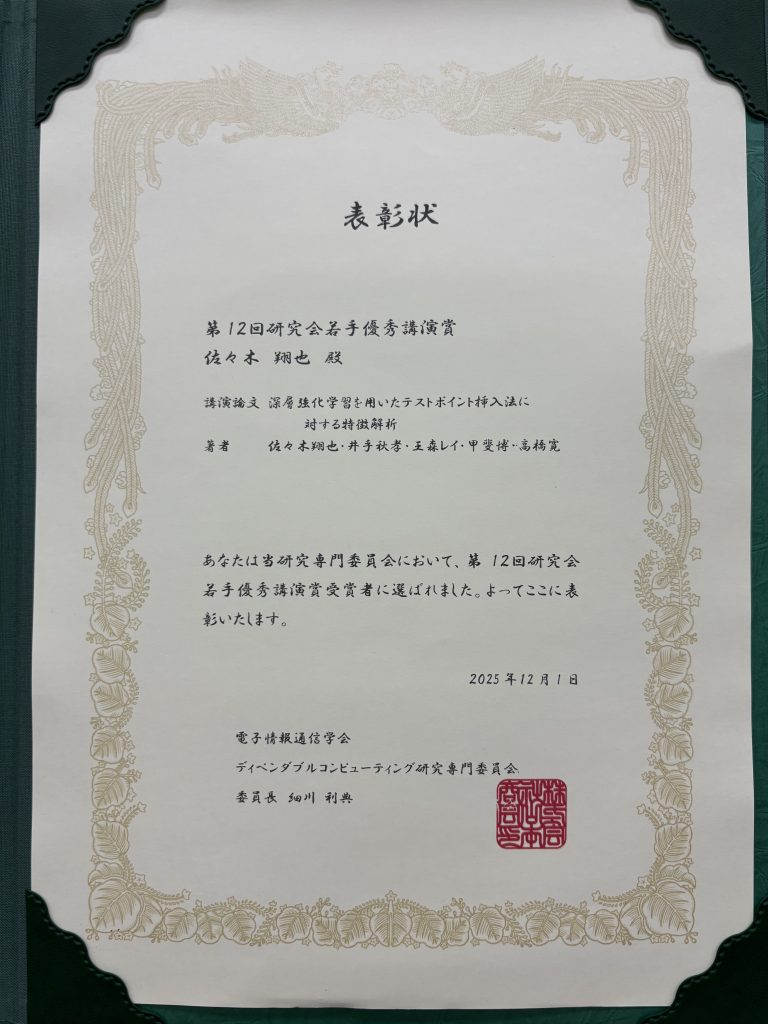 表彰状
第12回研究会若手優秀講演賞
佐々木 翔也 殿
講演論文 深層強化学習を用いたテストポイント挿入法に
対する特徴解析
著者 佐々木翔也・井手秋孝・王森レイ・甲斐博・高橋寛
あなたは当研究専門委員会において、第 12回研究会
若手優秀講演賞受賞者に選ばれました。よってここに表
彰いたします。
2025年12月1日
電子情報通信学会
ディペンダブルコンピューティング研究専門委員会
委員長 細川 利典